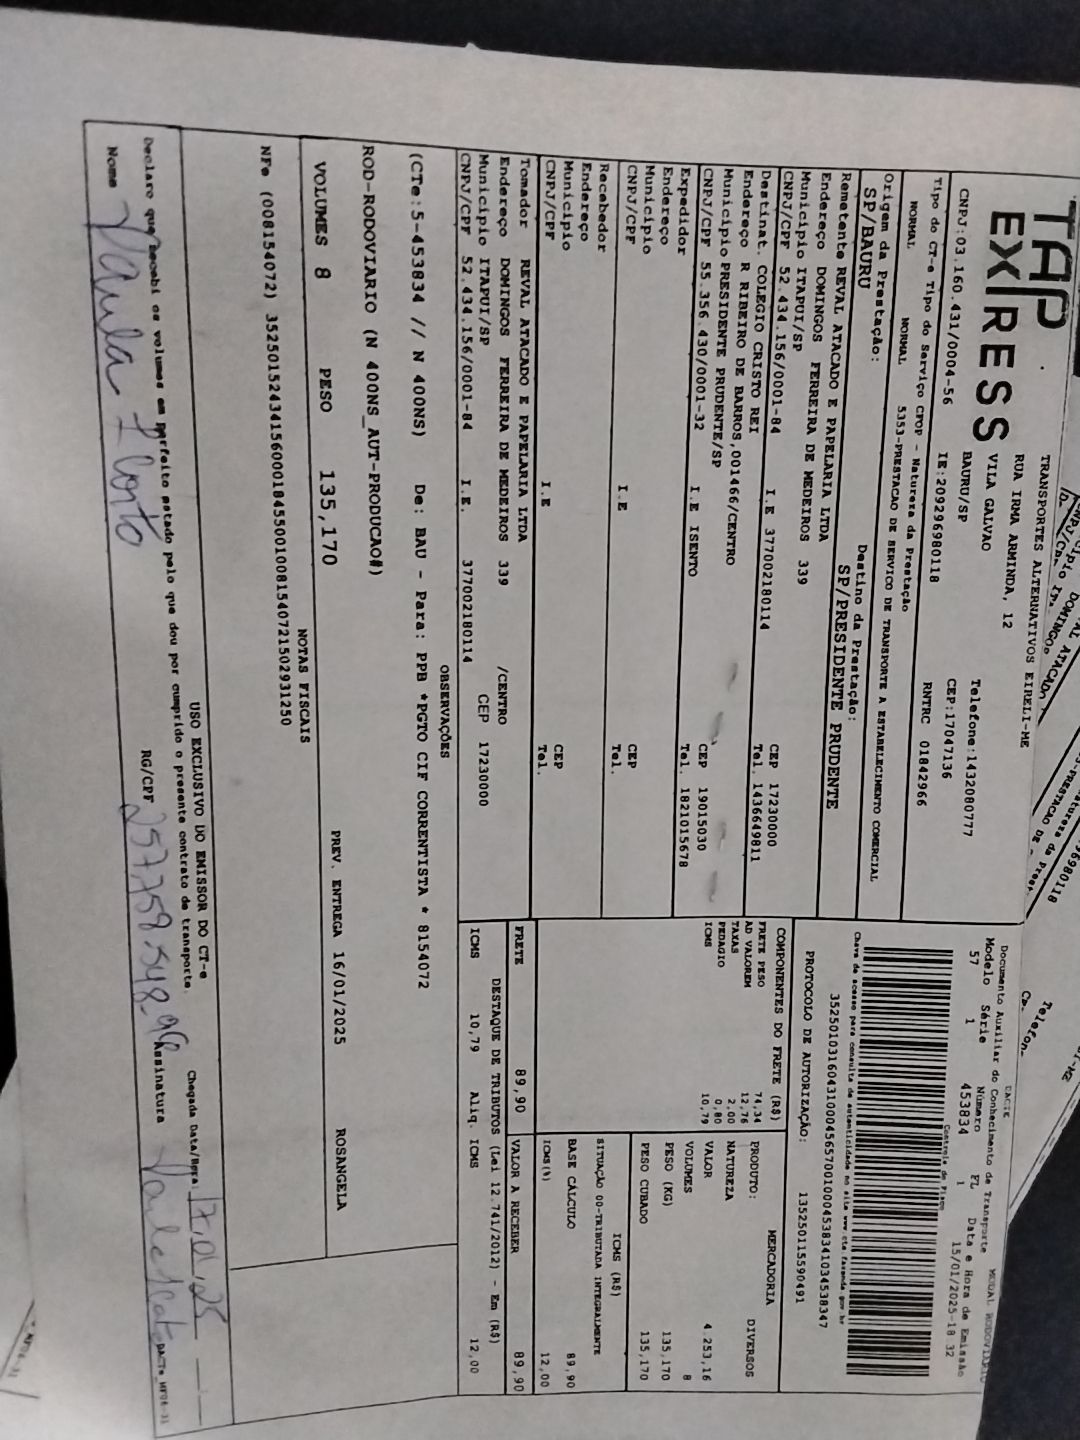 TAP
EXPRESS
TRANSPORTES ALTERNATIVOS EIRELI-ME
RUA IRMA ARMINDA, 12
VILA GALVAO
BAURU/SP
Telefone:1432080777
CEP:17047136
CNPJ:03.160.431/0004-56 IE:209296980118 RNTRC 01842966
Tipo do CT-e Tipo do Serviço CFOP - Natureza da Prestação
NORMAL NORMAL 5353-PRESTACAO DE SERVICO DE TRANSPORTE A ESTABELECIMENTO COMERCIAL
Origem da Prestação: Destino da Prestação:
SP/BAURU SP/PRESIDENTE PRUDENTE
DACTE MODAL RODOVIÁRIO
Documento Auxiliar do Conhecimento de Transporte
Modelo Série Número FL Data e Hora de Emissão
57 1 453834 1 15/01/2025-18:32
Controle do Fisco
Chave de acesso para consulta de autenticidade no site www.cte.fazenda.gov.br
35250103160431000456570010004538341034538347
PROTOCOLO DE AUTORIZAÇÃO: 135250115590491
Remetente REVAL ATACADO E PAPELARIA LTDA
Endereço DOMINGOS FERREIRA DE MEDEIROS 339
Município ITAPUI/SP CEP 17230000
CNPJ/CPF 52.434.156/0001-84 I.E 377002180114 Tel. 1436649811
Destinat. COLEGIO CRISTO REI
Endereço R RIBEIRO DE BARROS,001466/CENTRO
Município PRESIDENTE PRUDENTE/SP CEP 19015030
CNPJ/CPF 55.356.430/0001-32 I.E ISENTO Tel. 1821015678
Expedidor
Endereço
Município CEP
CNPJ/CPF I.E Tel.
Recebedor
Endereço
Município CEP
CNPJ/CPF I.E Tel.
Tomador REVAL ATACADO E PAPELARIA LTDA
Endereço DOMINGOS FERREIRA DE MEDEIROS 339 /CENTRO
Município ITAPUI/SP CEP 17230000
CNPJ/CPF 52.434.156/0001-84 I.E. 377002180114
COMPONENTES DO FRETE (R$)
FRETE PESO 74,34
AD VALOREM 12,76
TAXAS 2,00
PEDAGIO 0,80
ICMS 10,79
MERCADORIA
PRODUTO: DIVERSOS
NATUREZA
VALOR 4.253,16
VOLUMES 8
PESO (KG) 135,170
PESO CUBADO 135,170
ICMS (R$)
SITUAÇÃO 00-TRIBUTADA INTEGRALMENTE
BASE CÁLCULO 89,90
ICMS(%) 12,00
FRETE 89,90 VALOR A RECEBER 89,90
DESTAQUE DE TRIBUTOS (Lei 12.741/2012) - Em (R$)
ICMS 10,79 Aliq. ICMS 12,00
OBSERVAÇÕES
(CTe:5-453834 // N 400NS) De: BAU - Para: PPB *PGTO CIF CORRENTISTA * 8154072
ROD-RODOVIARIO (N 400NS_AUT-PRODUCAO#)
VOLUMES 8 PESO 135,170 PREV. ENTREGA 16/01/2025 ROSANGELA
NOTAS FISCAIS
NFe (008154072) 35250152434156000184550010081540721502931250
USO EXCLUSIVO DO EMISSOR DO CT-e
Declaro que recebi os volumes em perfeito estado pelo que dou por cumprido o presente contrato de transporte. Chegada Data/Hora: 17,01,25
Nome RG/CPF 257758548-96 Assinatura